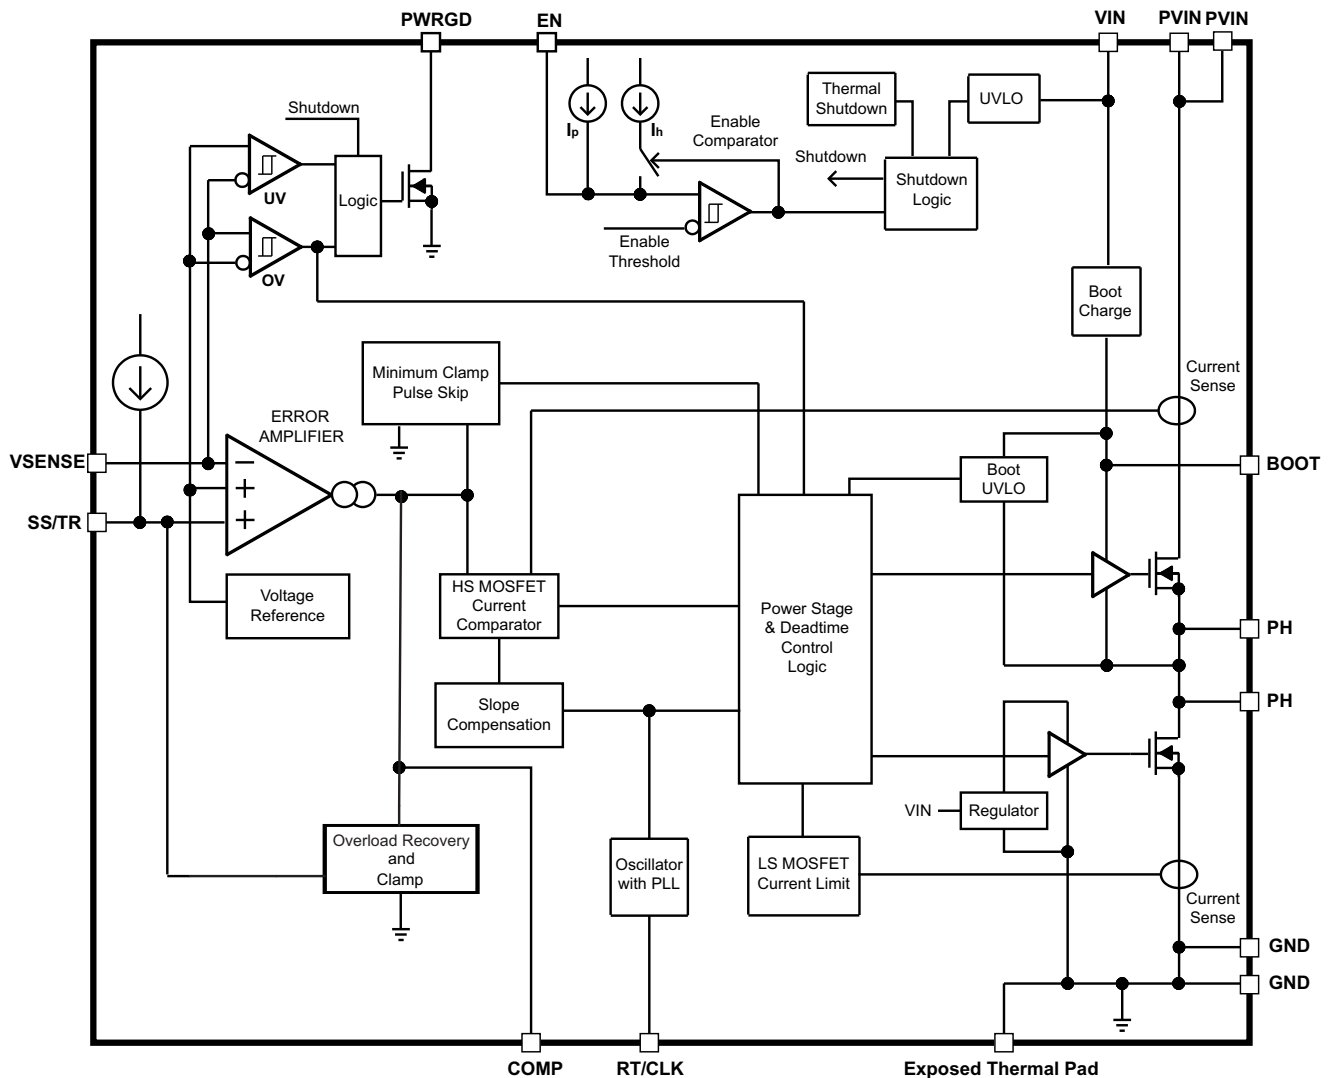 PWRGD
EN
VIN
PVIN
PVIN
Shutdown
Ip
Ih
Enable
Comparator
Thermal
Shutdown
UVLO
Shutdown
Shutdown
Logic
UV
Logic
OV
Enable
Threshold
Boot
Charge
Minimum Clamp
Pulse Skip
Current
Sense
ERROR
AMPLIFIER
VSENSE
−
+
SS/TR
+
Boot
UVLO
BOOT
Voltage
Reference
HS MOSFET
Current
Comparator
Power Stage
& Deadtime
Control
Logic
PH
Slope
Compensation
PH
VIN
Regulator
Overload Recovery
and
Clamp
Oscillator
with PLL
LS MOSFET
Current Limit
Current
Sense
GND
GND
COMP
RT/CLK
Exposed Thermal Pad